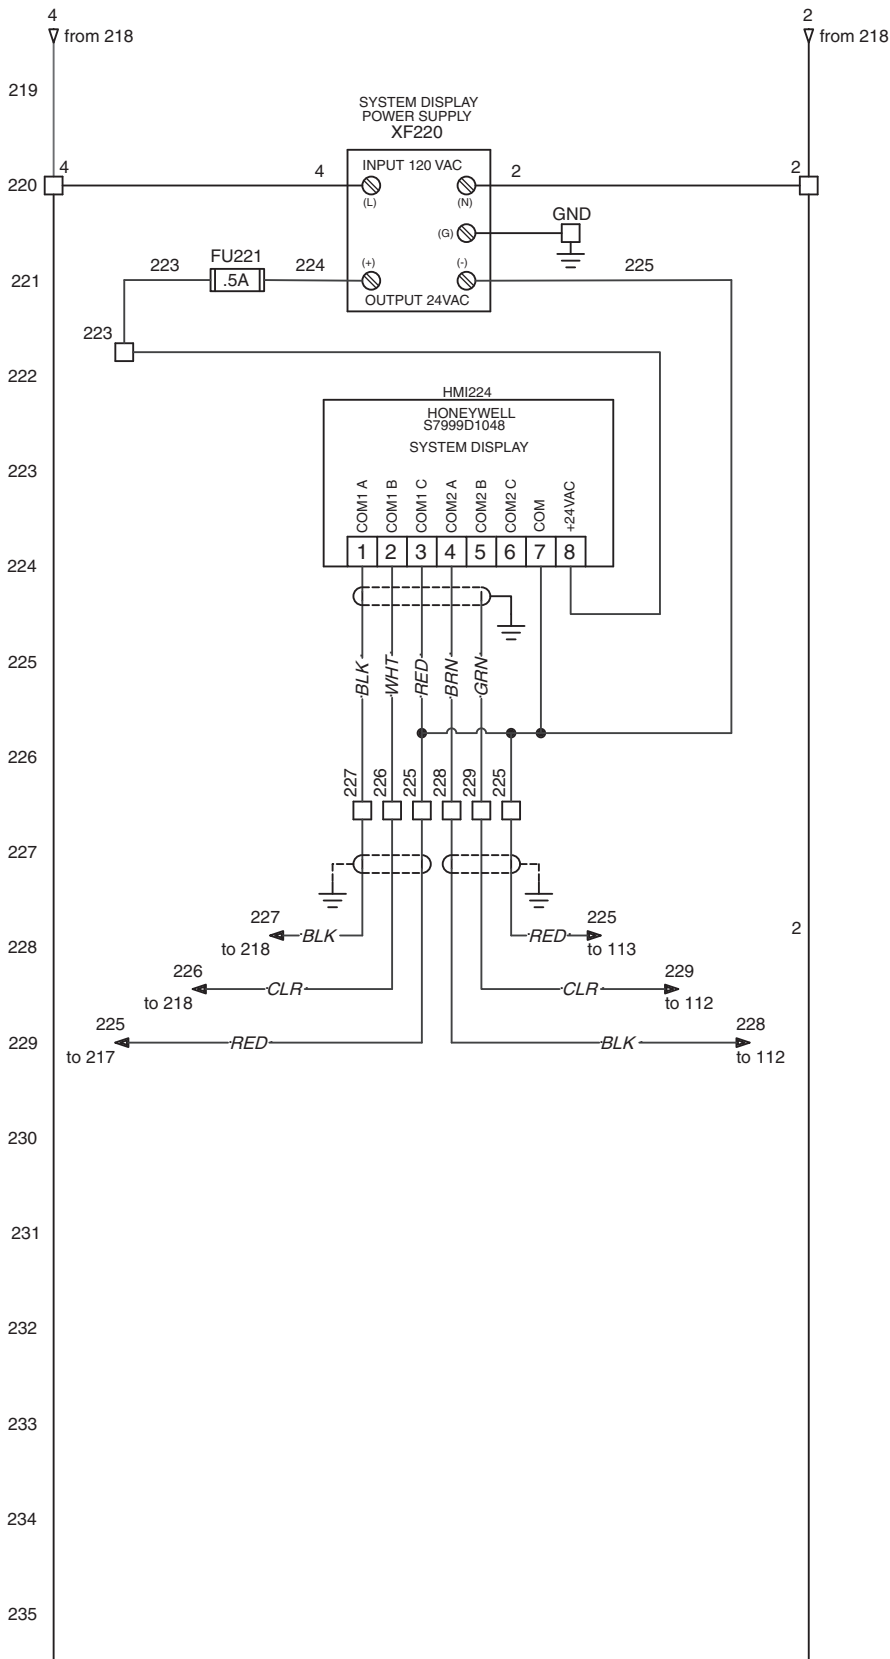 4
from 218
2
from 218
219
SYSTEM DISPLAY
POWER SUPPLY
XF220
INPUT 120 VAC
220
4
4
(L)
(N)
2
2
(G)
GND
221
223
FU221
.5A
224
(+)
(-)
225
OUTPUT 24VAC
223
222
HMI224
HONEYWELL
S7999D1048
SYSTEM DISPLAY
223
COM1 A
COM1 B
COM1 C
COM2 A
COM2 B
COM2 C
COM
+24VAC
1 2 3 4 5 6 7 8
224
225
BLK
WHT
RED
BRN
GRN
226
227
226
225
228
229
225
227
227
to 218
BLK
RED
225
to 113
2
228
226
to 218
CLR
CLR
229
to 112
225
to 217
RED
BLK
228
to 112
229
230
231
232
233
234
235